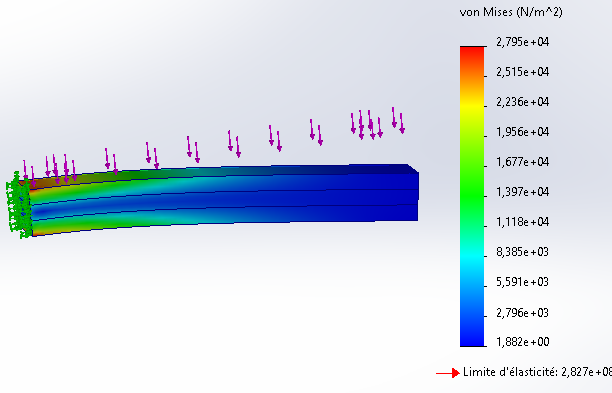 von Mises (N/m^2)
2,795e+04
2,515e+04
2,236e+04
1,956e+04
1,677e+04
1,397e+04
1,118e+04
8,385e+03
5,591e+03
2,796e+03
1,882e+00
Limite d'élasticité: 2,827e+08